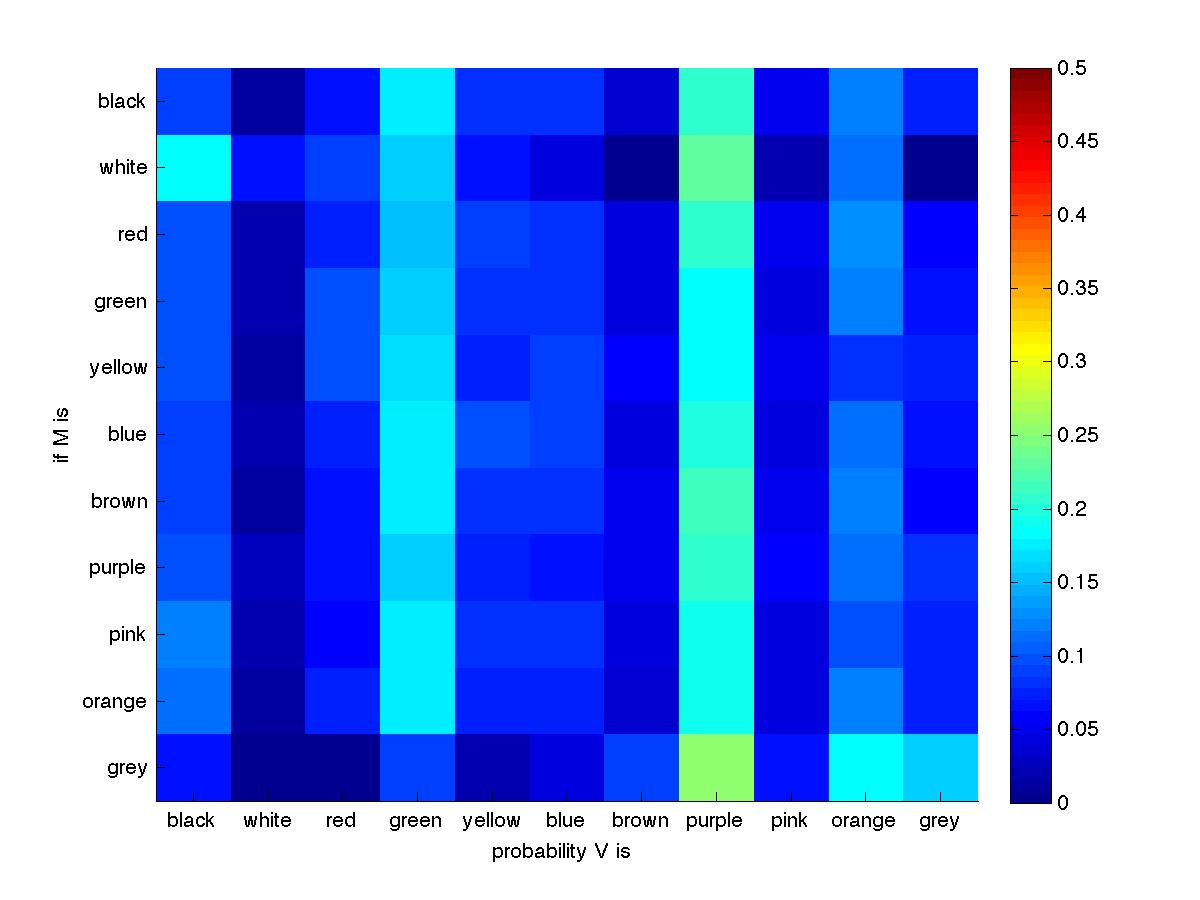 0.5
black
0.45
white
0.4
red
0.35
green
0.3
yellow
if M is
blue
0.25
brown
0.2
purple
0.15
pink
0.1
orange
0.05
grey
0
black white red green yellow blue brown purple pink orange grey
probability V is